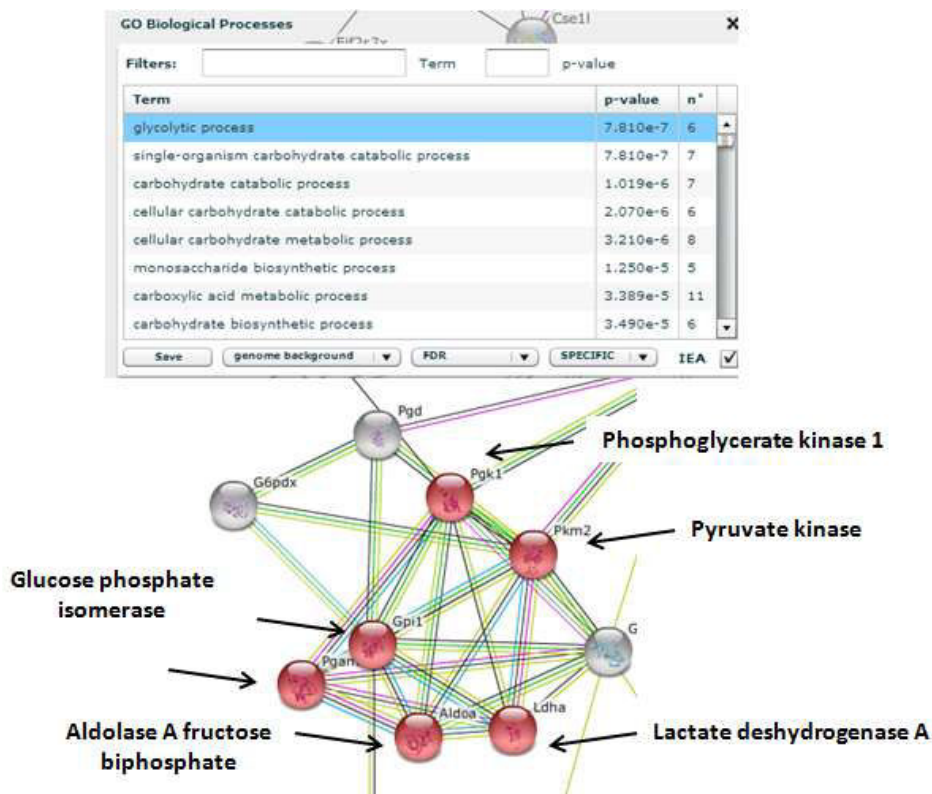 GO Biological Processes
Cse1l
Eif2s3x
Filters: Term p-value
Term p-value n°
glycolytic process 7.810e-7 6
single-organism carbohydrate catabolic process 7.810e-7 7
carbohydrate catabolic process 1.019e-6 7
cellular carbohydrate catabolic process 2.070e-6 6
cellular carbohydrate metabolic process 3.210e-6 8
monosaccharide biosynthetic process 1.250e-5 5
carboxylic acid metabolic process 3.389e-5 11
carbohydrate biosynthetic process 3.490e-5 6
Save genome background FDR SPECIFIC IEA
Pgd
Phosphoglycerate kinase 1
Pgk1
G6pdx
Pkm2
Pyruvate kinase
Glucose phosphate
isomerase
Gpi1
G
Pgam
Aldoa
Ldha
Aldolase A fructose
biphosphate
Lactate deshydrogenase A